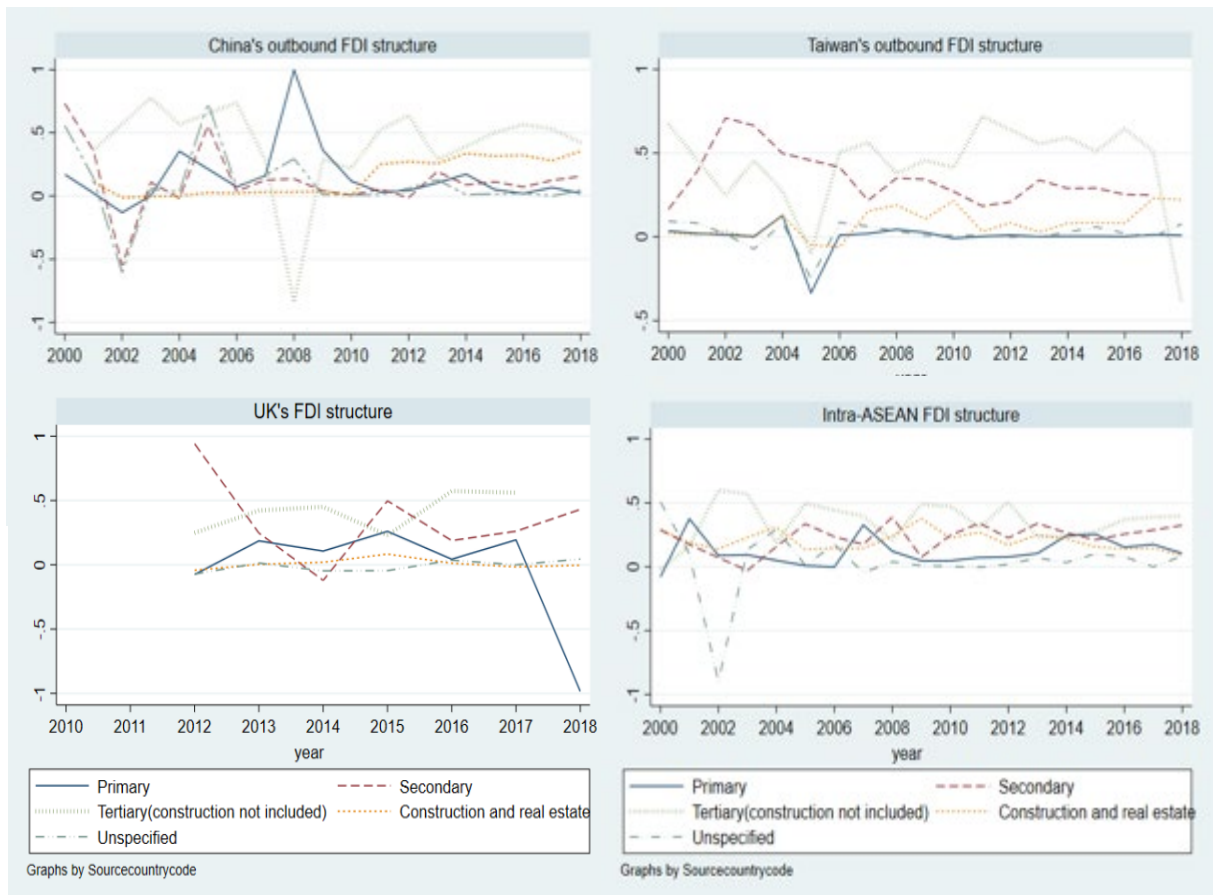 China's outbound FDI structure
1
.5
0
-.5
-1
2000 2002 2004 2006 2008 2010 2012 2014 2016 2018
Taiwan's outbound FDI structure
1
.5
0
-.5
2000 2002 2004 2006 2008 2010 2012 2014 2016 2018
UK's FDI structure
1
.5
0
-.5
-1
2010 2011 2012 2013 2014 2015 2016 2017 2018
year
Primary Secondary
Tertiary(construction not included) Construction and real estate
Unspecified
Graphs by Sourcecountrycode
Intra-ASEAN FDI structure
1
.5
0
-.5
-1
2000 2002 2004 2006 2008 2010 2012 2014 2016 2018
year
Primary Secondary
Tertiary(construction not included) Construction and real estate
Unspecified
Graphs by Sourcecountrycode